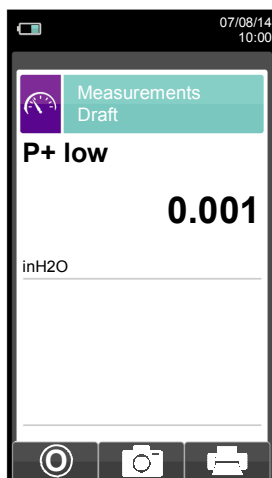 07/08/14
10:00
Measurements
Draft
P+ low
0.001
inH2O